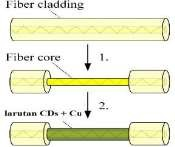 Fiber cladding
1.
Fiber core
2.
larutan CDs + Cu